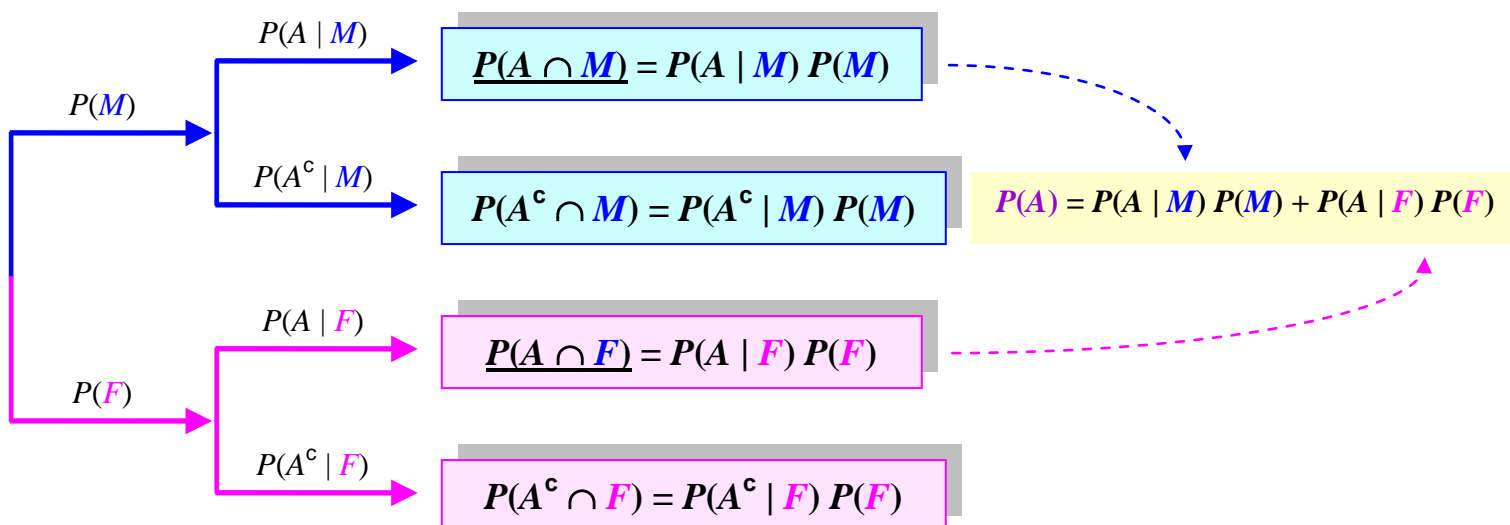 P(A | M)
P(A ∩ M) = P(A | M) P(M)
P(M)
P(Aᶜ | M)
P(Aᶜ ∩ M) = P(Aᶜ | M) P(M)
P(A) = P(A | M) P(M) + P(A | F) P(F)
P(A | F)
P(A ∩ F) = P(A | F) P(F)
P(F)
P(Aᶜ | F)
P(Aᶜ ∩ F) = P(Aᶜ | F) P(F)